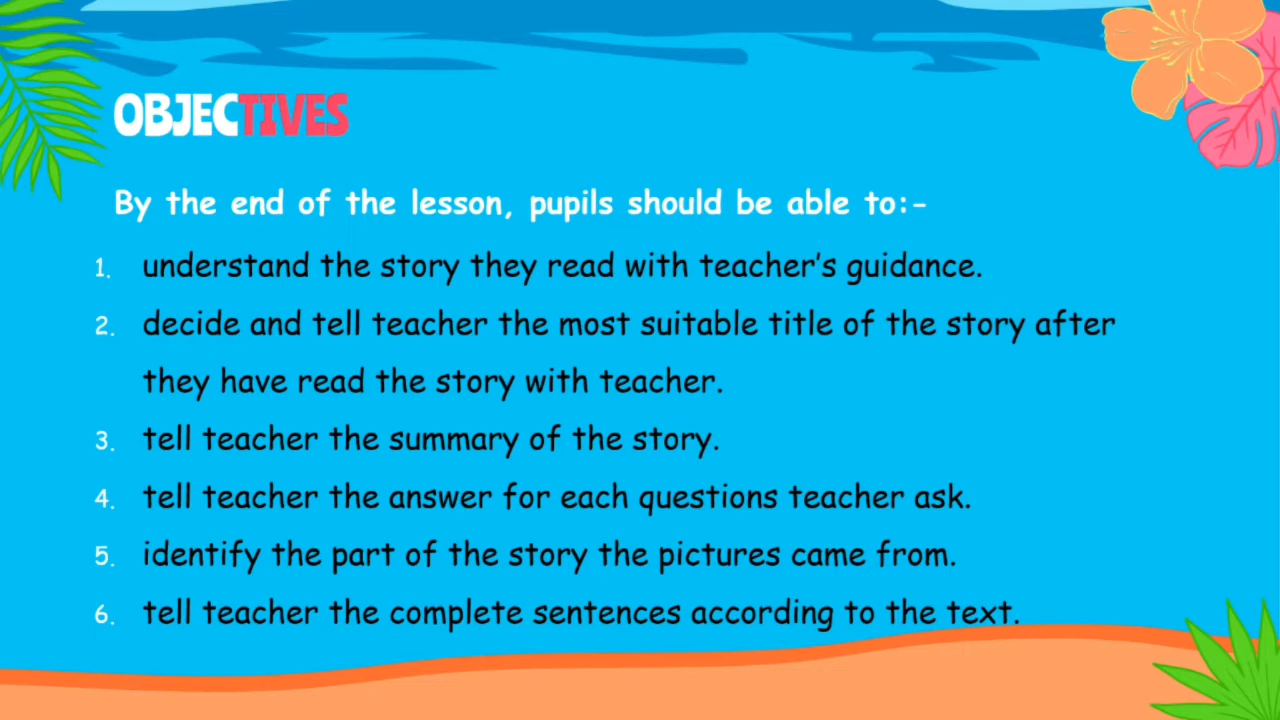 OBJECTIVES
By the end of the lesson, pupils should be able to:-
1. understand the story they read with teacher's guidance.
2. decide and tell teacher the most suitable title of the story after
they have read the story with teacher.
3. tell teacher the summary of the story.
4. tell teacher the answer for each questions teacher ask.
5. identify the part of the story the pictures came from.
6. tell teacher the complete sentences according to the text.